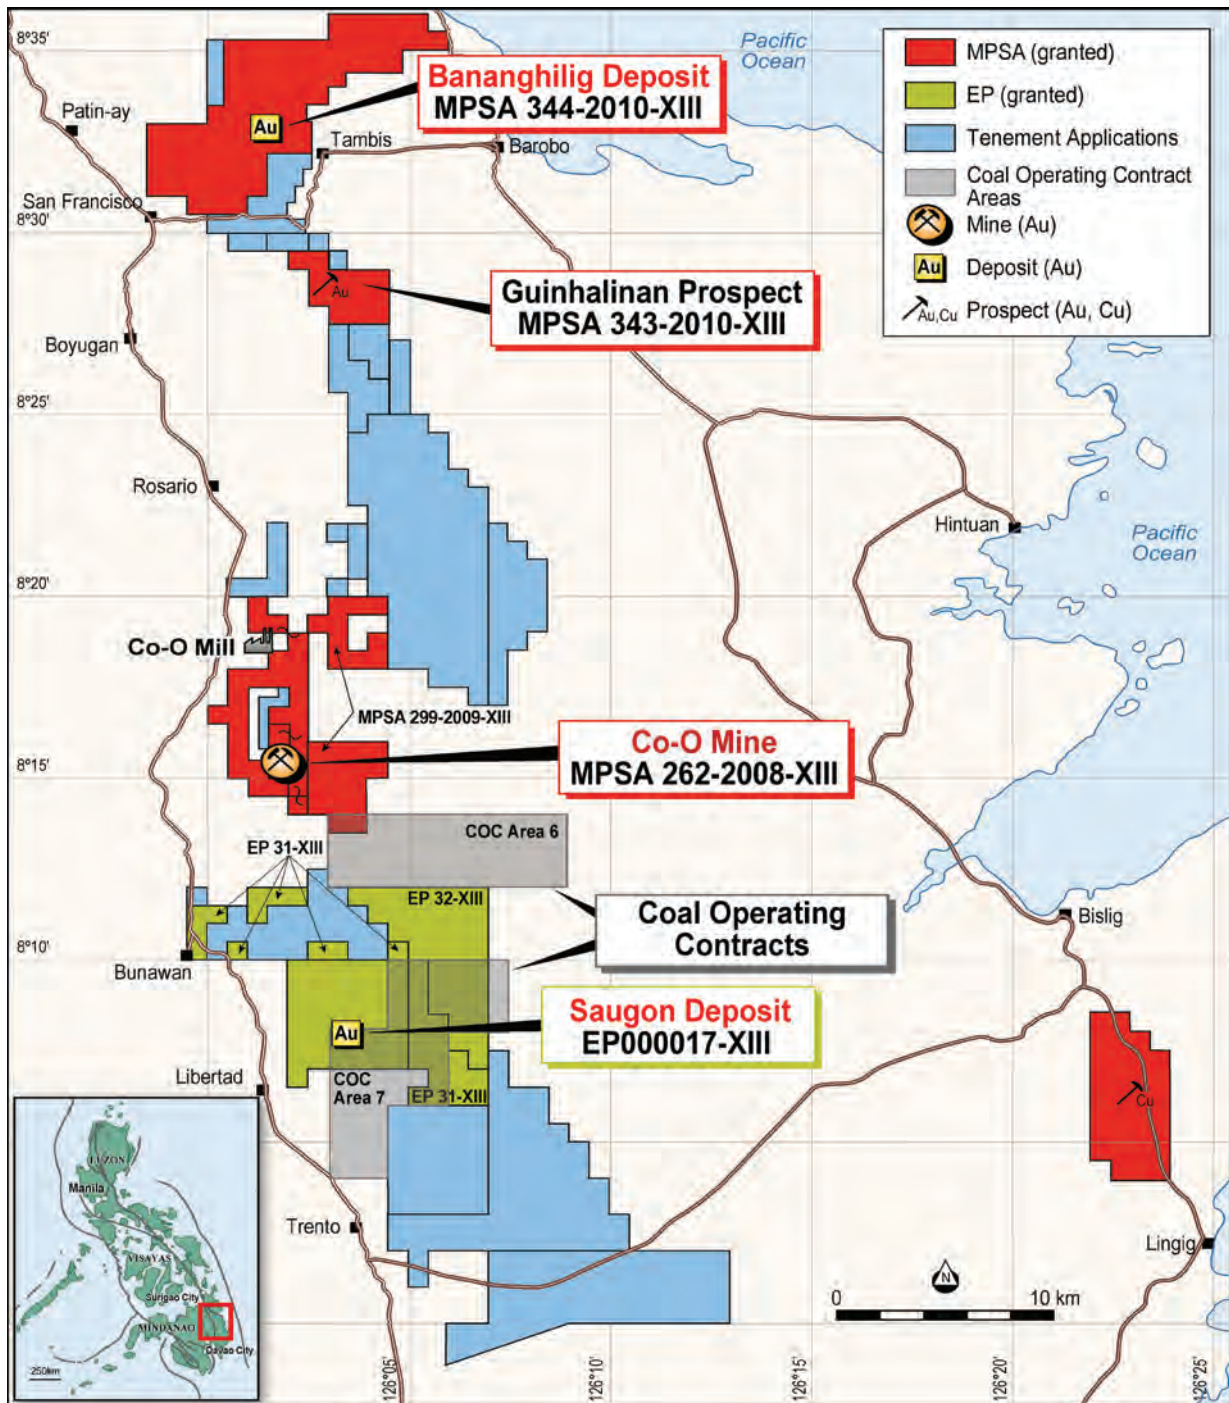 8°35'
Pacific
Ocean
MPSA (granted)
EP (granted)
Tenement Applications
Coal Operating Contract
Areas
Mine (Au)
Au
Deposit (Au)
Au,Cu
Prospect (Au, Cu)
Bananghilig Deposit
MPSA 344-2010-XIII
Patin-ay
Au
Tambis
Barobo
San Francisco
8°30'
Guinhalinan Prospect
MPSA 343-2010-XIII
Au
Boyugan
8°25'
Rosario
Hintuan
Pacific
Ocean
8°20'
Co-O Mill
MPSA 299-2009-XIII
Co-O Mine
MPSA 262-2008-XIII
8°15'
COC Area 6
EP 31-XIII
EP 32-XIII
Coal Operating
Contracts
Bislig
8°10'
Bunawan
Saugon Deposit
EP000017-XIII
Au
Libertad
COC
Area 7
EP 31-XIII
Cu
LUZON
Manila
VISAYAS
Surigao City
MINDANAO
Davao City
250km
Trento
Lingig
N
0
10 km
126°05'
126°10'
126°15'
126°20'
126°25'